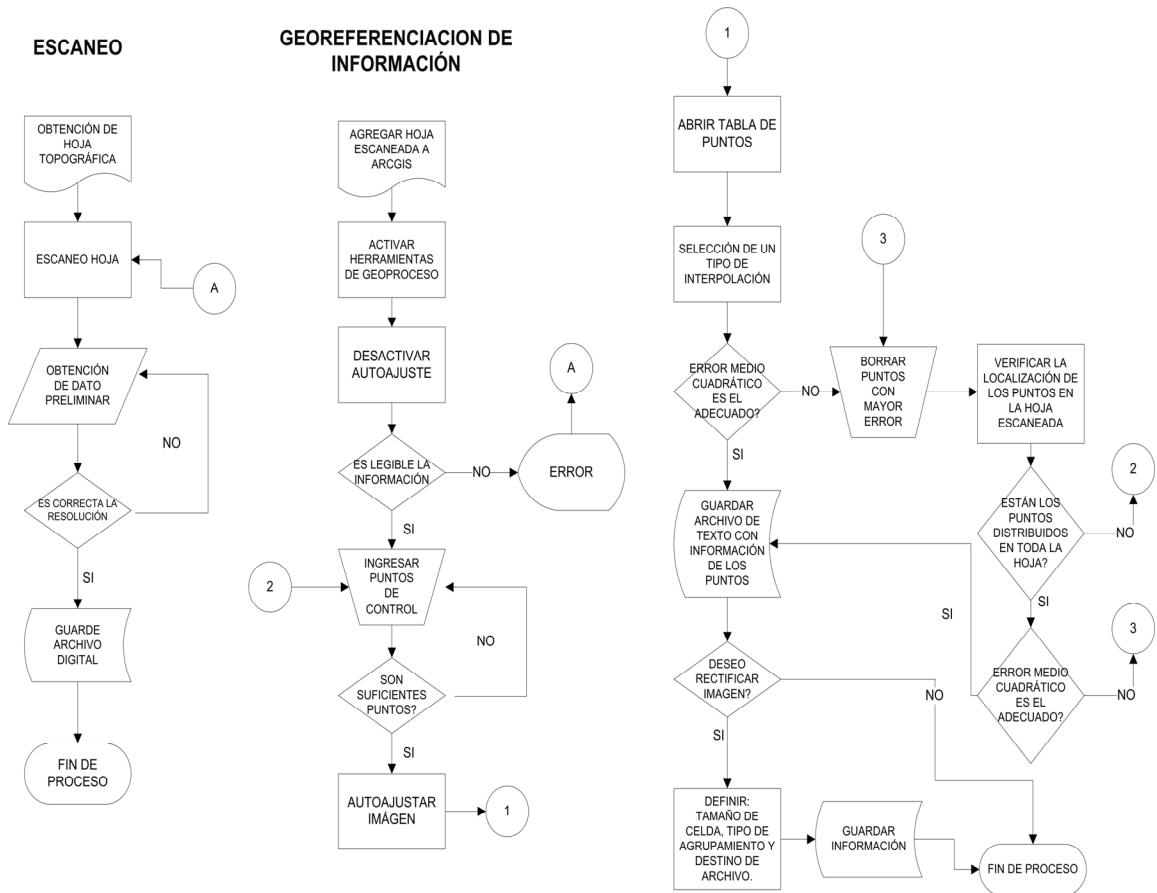 ESCANEO
OBTENCIÓN DE
HOJA
TOPOGRÁFICA
ESCANEO HOJA
A
OBTENCIÓN
DE DATO
PRELIMINAR
NO
ES CORRECTA LA
RESOLUCIÓN
SI
GUARDE
ARCHIVO
DIGITAL
FIN DE
PROCESO
GEOREFERENCIACION DE
INFORMACIÓN
AGREGAR HOJA
ESCANEADA A
ARCGIS
ACTIVAR
HERRAMIENTAS
DE GEOPROCESO
DESACTIVAR
AUTOAJUSTE
A
ES LEGIBLE LA
INFORMACIÓN
NO
ERROR
SI
2
INGRESAR
PUNTOS
DE
CONTROL
NO
SON
SUFICIENTES
PUNTOS?
SI
AUTOAJUSTAR
IMÁGEN
1
1
ABRIR TABLA DE
PUNTOS
SELECCIÓN DE UN
TIPO DE
INTERPOLACIÓN
3
ERROR MEDIO
CUADRÁTICO
ES EL
ADECUADO?
NO
BORRAR
PUNTOS
CON
MAYOR
ERROR
VERIFICAR LA
LOCALIZACIÓN DE
LOS PUNTOS EN
LA HOJA
ESCANEADA
SI
2
GUARDAR
ARCHIVO DE
TEXTO CON
INFORMACIÓN
DE LOS
PUNTOS
ESTÁN LOS
PUNTOS
DISTRIBUIDOS
EN TODA LA
HOJA?
NO
SI
SI
3
DESEO
RECTIFICAR
IMAGEN?
NO
ERROR MEDIO
CUADRÁTICO
ES EL
ADECUADO?
NO
SI
DEFINIR:
TAMAÑO DE
CELDA, TIPO DE
AGRUPAMIENTO Y
DESTINO DE
ARCHIVO.
GUARDAR
INFORMACIÓN
FIN DE PROCESO